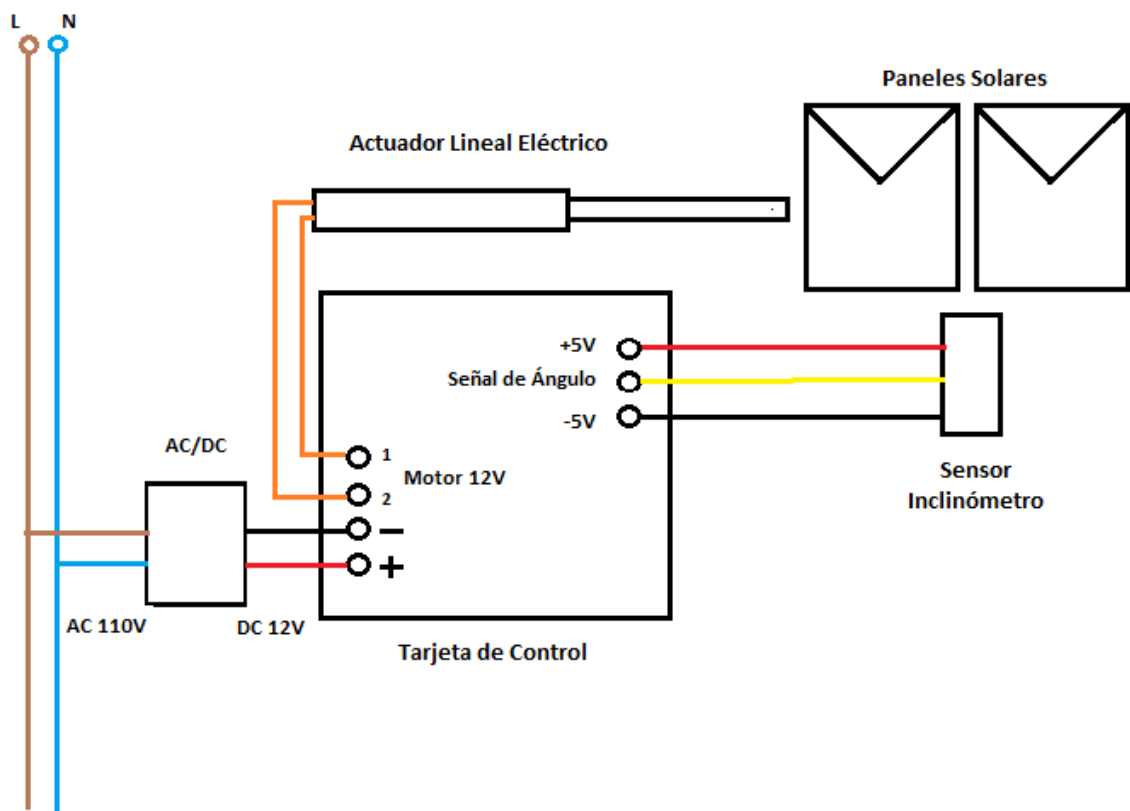 L N
Paneles Solares
Actuador Lineal Eléctrico
+5V
Señal de Ángulo
-5V
AC/DC
1
Motor 12V
2
−
+
Sensor
Inclinómetro
AC 110V
DC 12V
Tarjeta de Control